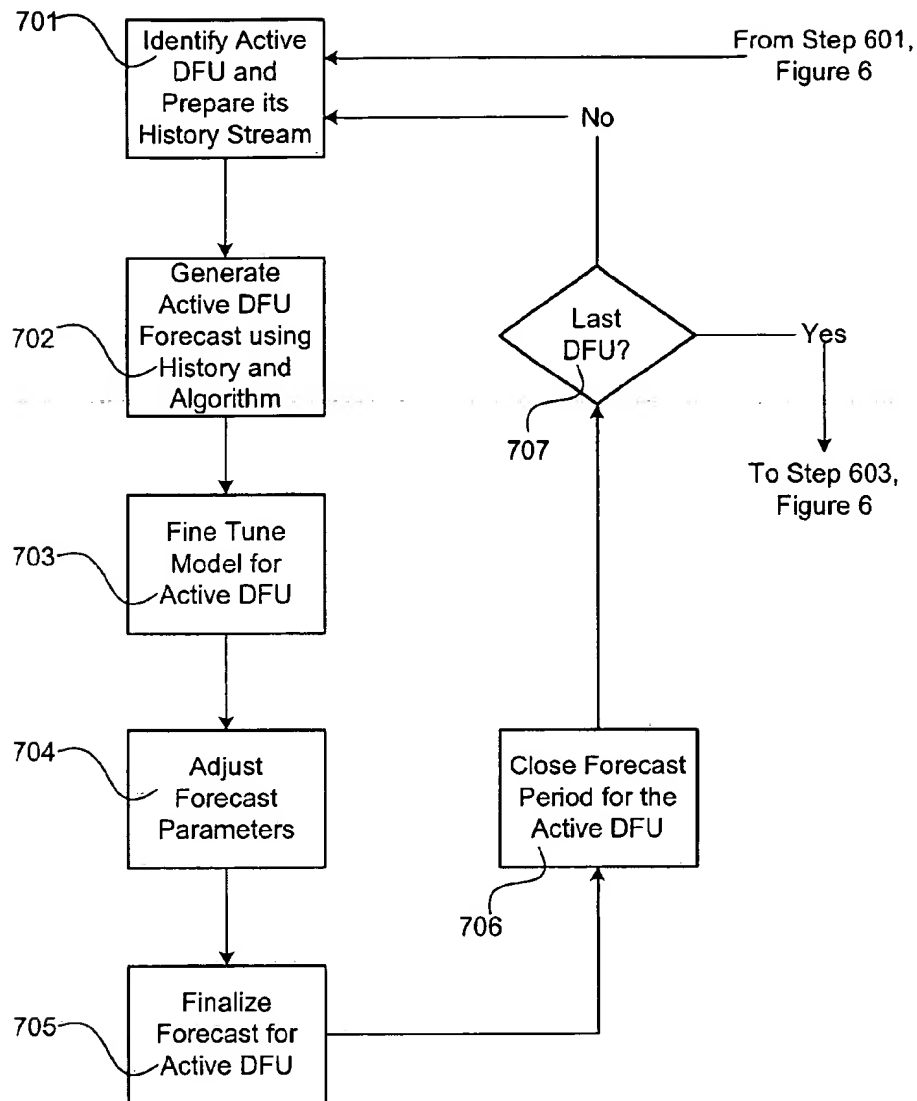 701
Identify Active
DFU and
Prepare its
History Stream
From Step 601,
Figure 6
No
702
Generate
Active DFU
Forecast using
History and
Algorithm
Last
DFU?
707
Yes
To Step 603,
Figure 6
703
Fine Tune
Model for
Active DFU
704
Adjust
Forecast
Parameters
Close Forecast
Period for the
Active DFU
706
705
Finalize
Forecast for
Active DFU